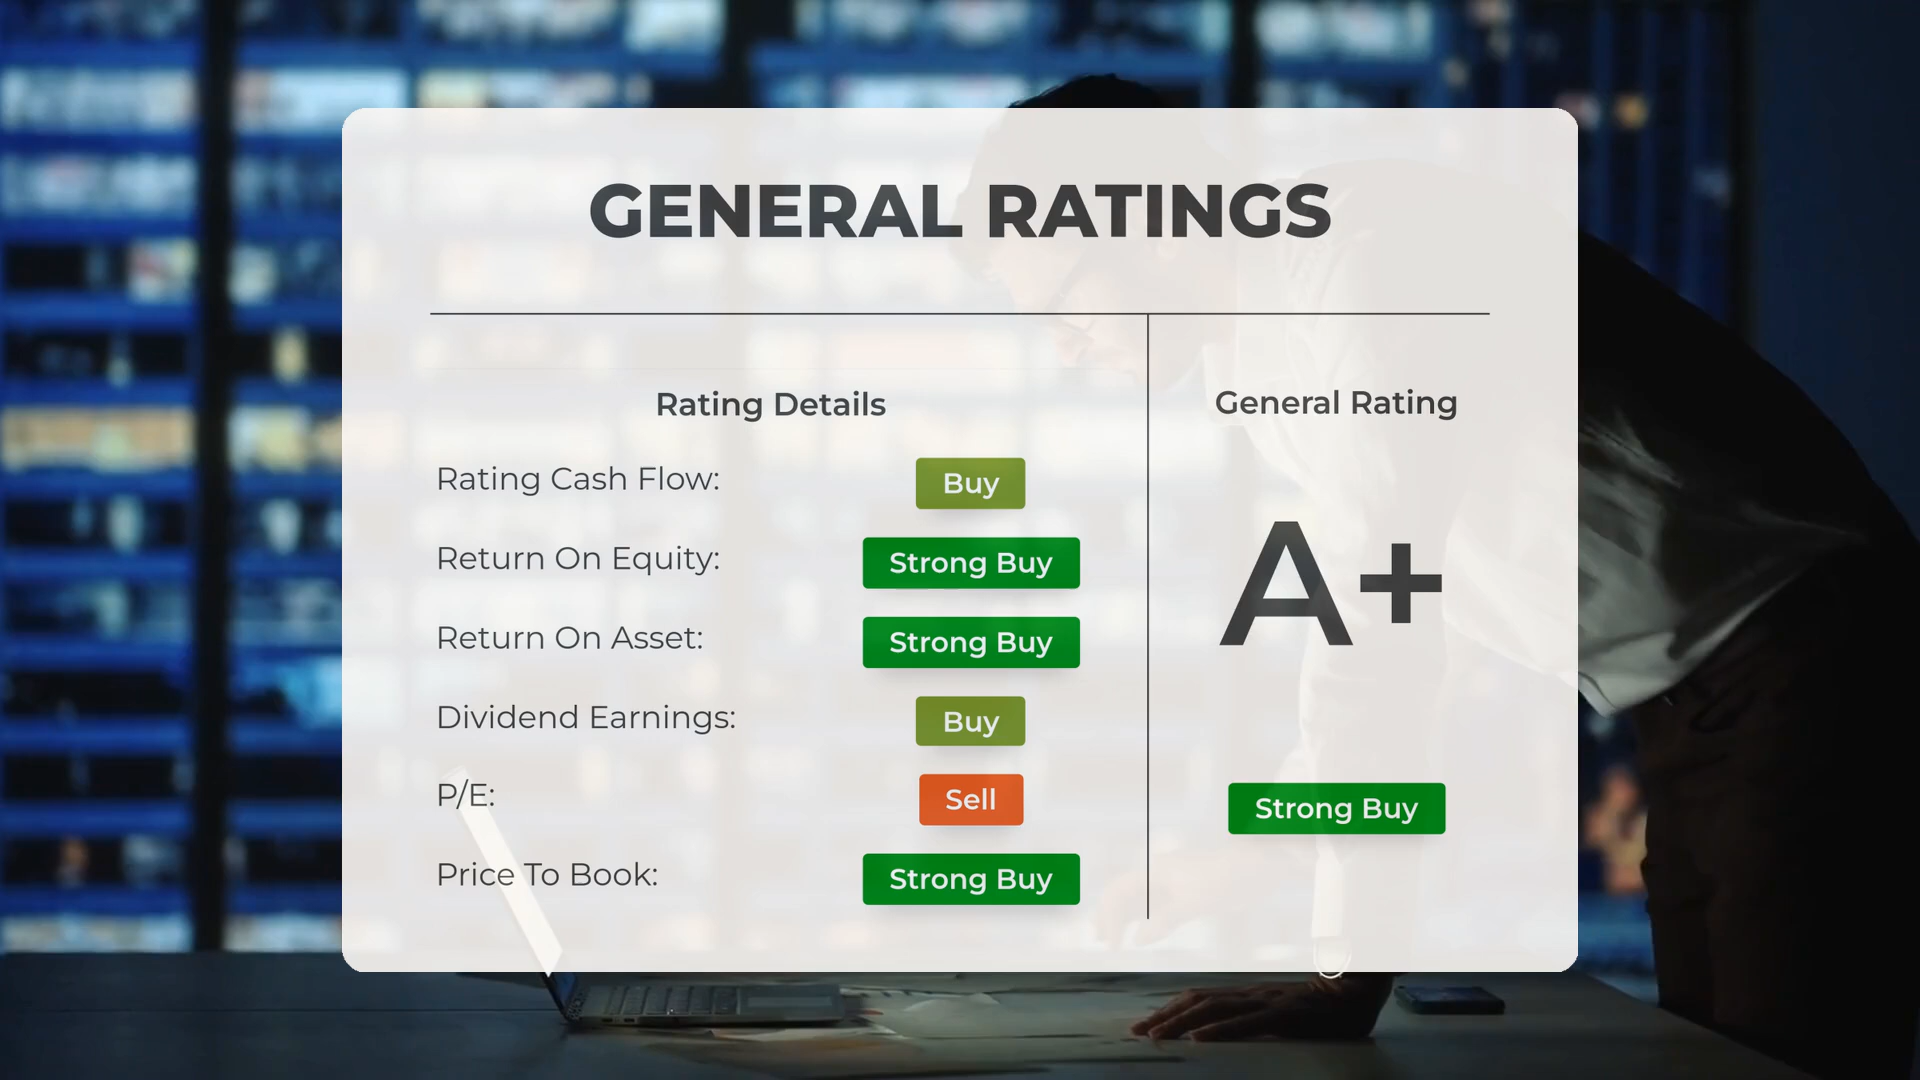 GENERAL RATINGS
Rating Details
Rating Cash Flow: Buy
Return On Equity: Strong Buy
Return On Asset: Strong Buy
Dividend Earnings: Buy
P/E: Sell
Price To Book: Strong Buy
General Rating
A+
Strong Buy